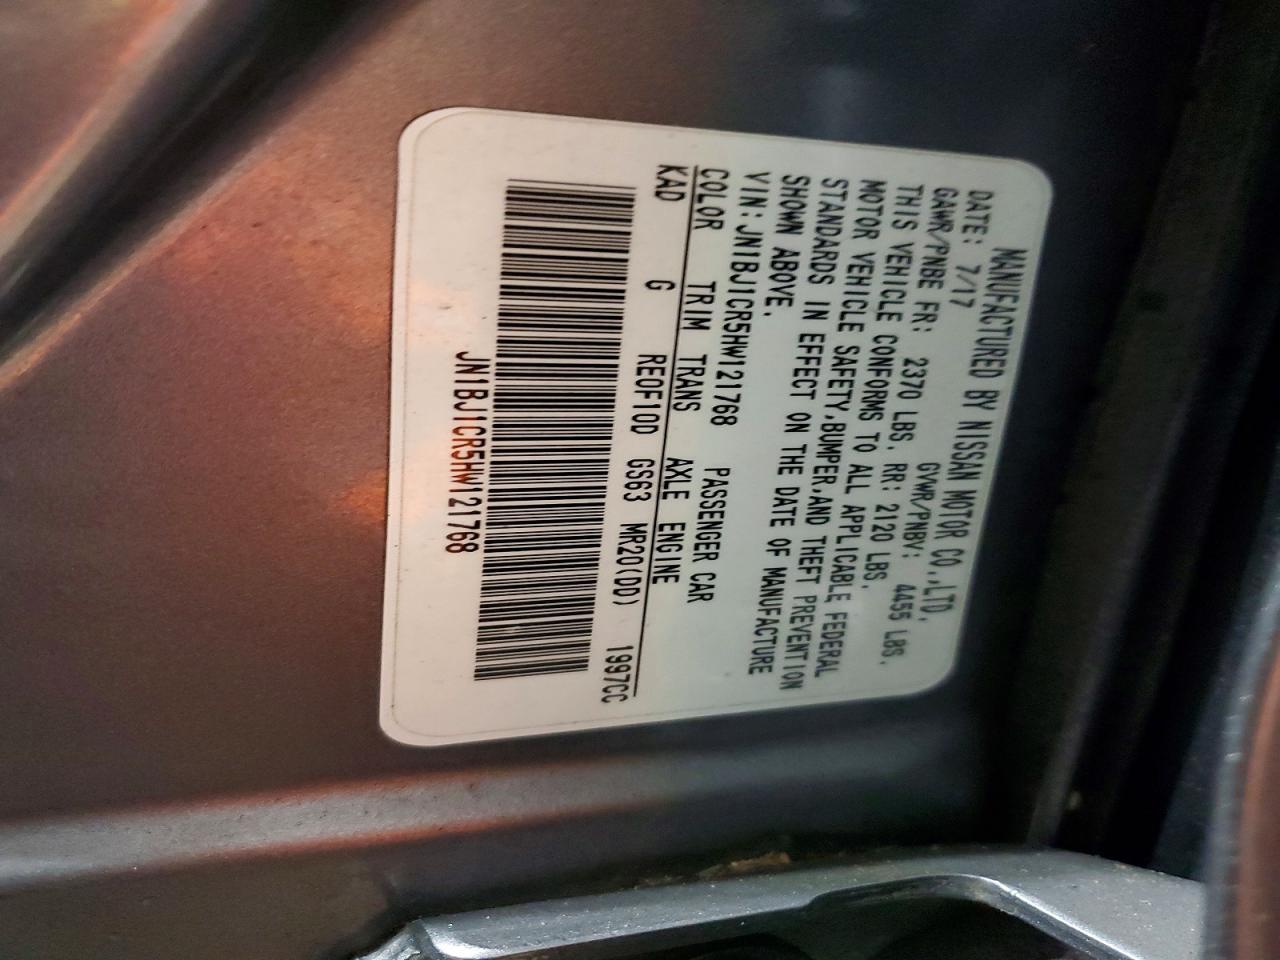 MANUFACTURED BY NISSAN MOTOR CO.,LTD.
DATE: 7/17 GVWR/PNBV: 4455 LBS.
GAWR/PNBE FR: 2370 LBS. RR: 2120 LBS.
THIS VEHICLE CONFORMS TO ALL APPLICABLE FEDERAL
MOTOR VEHICLE SAFETY,BUMPER,AND THEFT PREVENTION
STANDARDS IN EFFECT ON THE DATE OF MANUFACTURE
SHOWN ABOVE.
VIN:JN1BJ1CR5HW121768 PASSENGER CAR
COLOR TRIM TRANS AXLE ENGINE
KAD G RE0F10D GS63 MR20(DD) 1997CC
JN1BJ1CR5HW121768